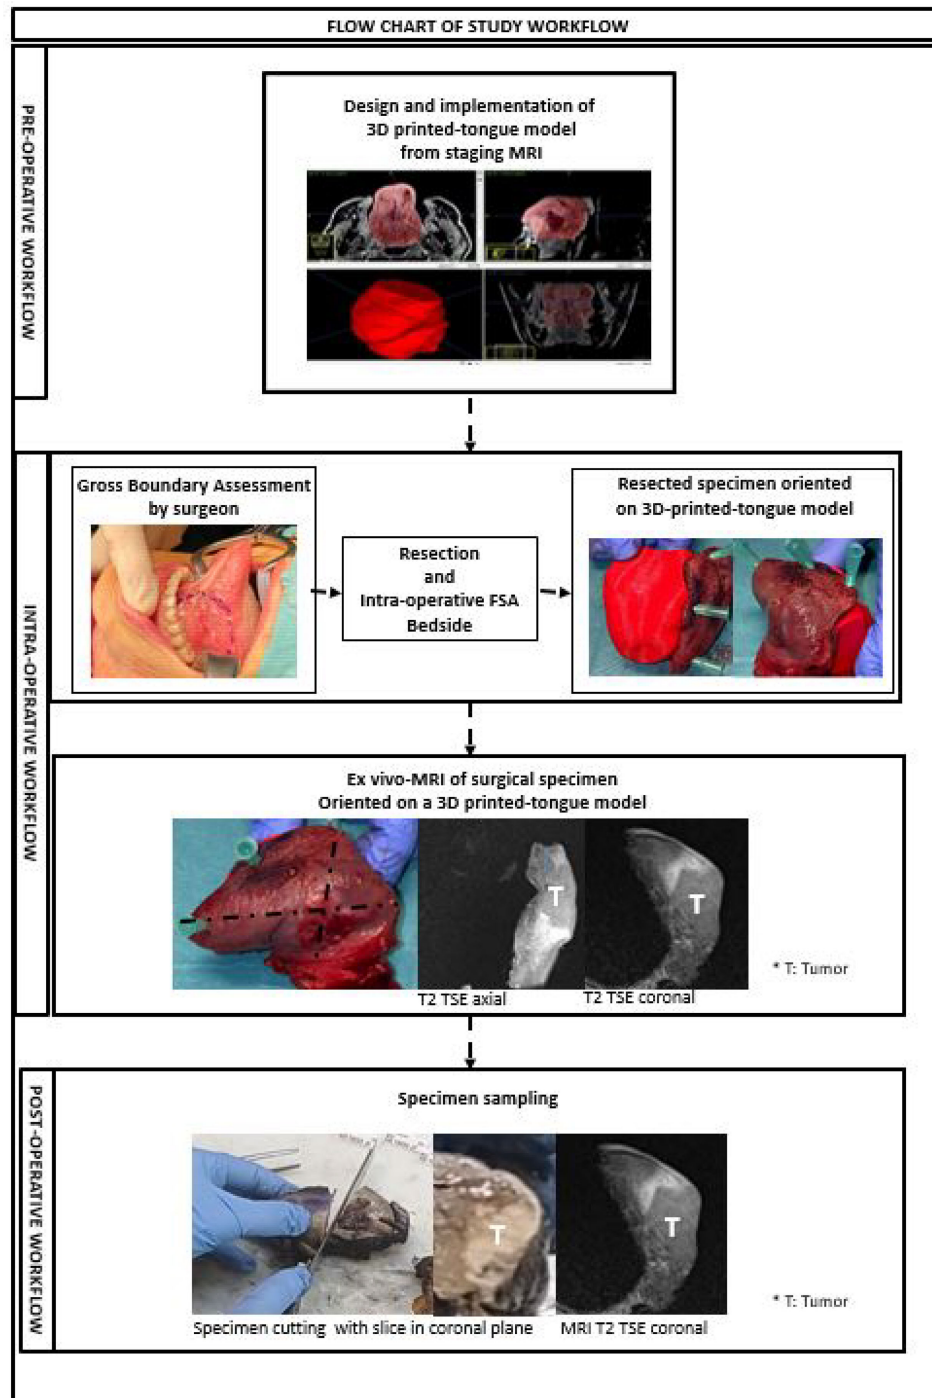 FLOW CHART OF STUDY WORKFLOW
PRE-OPERATIVE WORKFLOW
Design and implementation of
3D printed-tongue model
from staging MRI
INTRA-OPERATIVE WORKFLOW
Gross Boundary Assessment
by surgeon
Resection
and
Intra-operative FSA
Bedside
Resected specimen oriented
on 3D-printed-tongue model
Ex vivo-MRI of surgical specimen
Oriented on a 3D printed-tongue model
T
T
* T: Tumor
T2 TSE axial
T2 TSE coronal
POST-OPERATIVE WORKFLOW
Specimen sampling
T
T
* T: Tumor
Specimen cutting with slice in coronal plane
MRI T2 TSE coronal